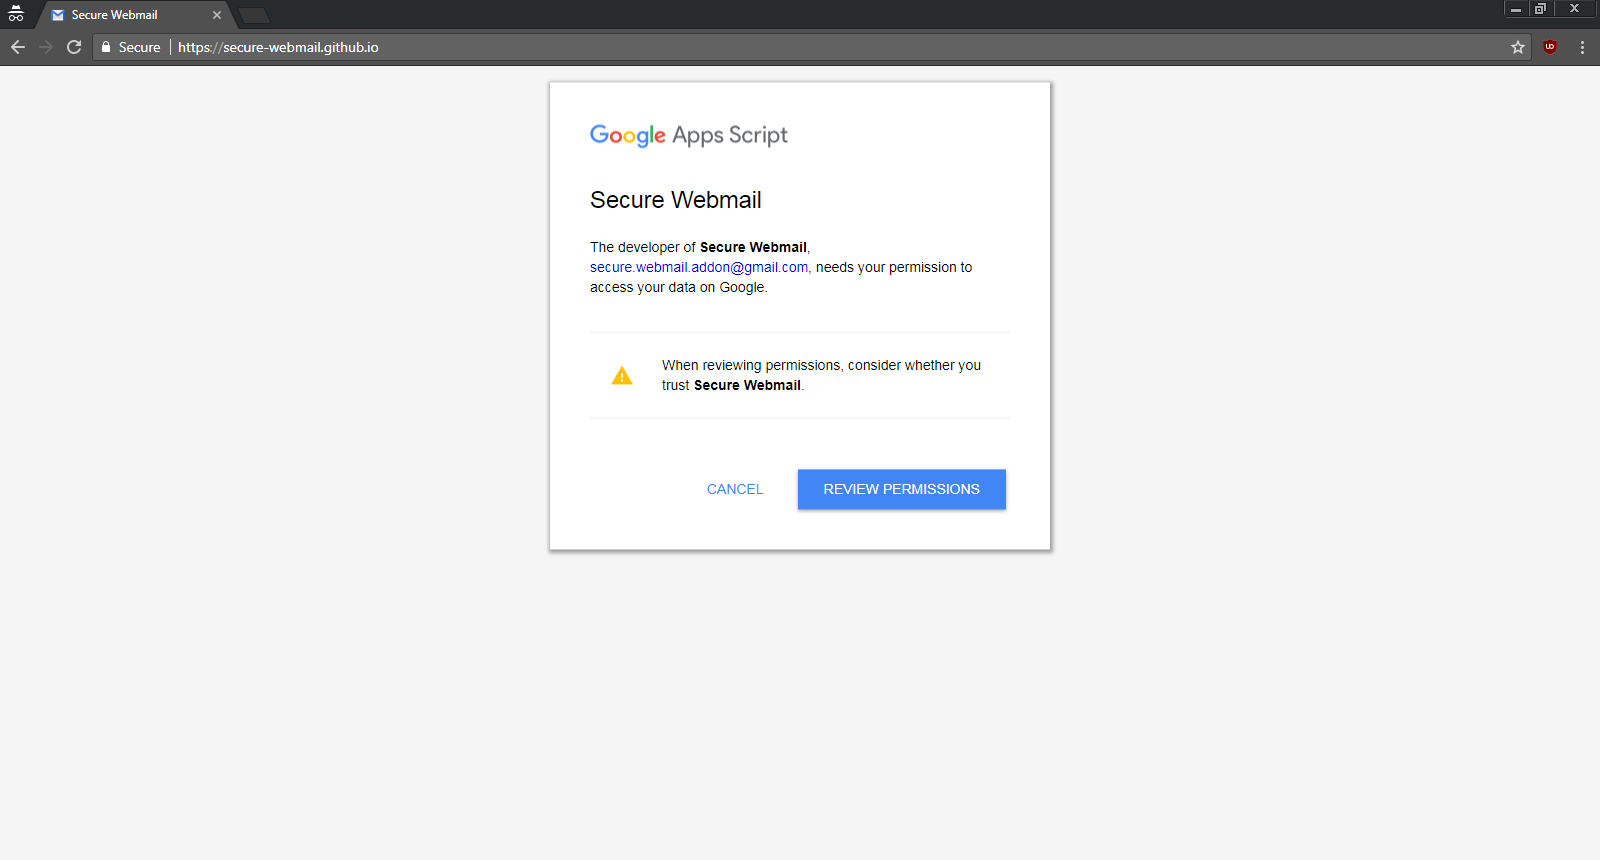 Secure Webmail
Secure
https://secure-webmail.github.io
Google Apps Script
Secure Webmail
The developer of Secure Webmail,
secure.webmail.addon@gmail.com, needs your permission to
access your data on Google.
When reviewing permissions, consider whether you
trust Secure Webmail.
CANCEL
REVIEW PERMISSIONS